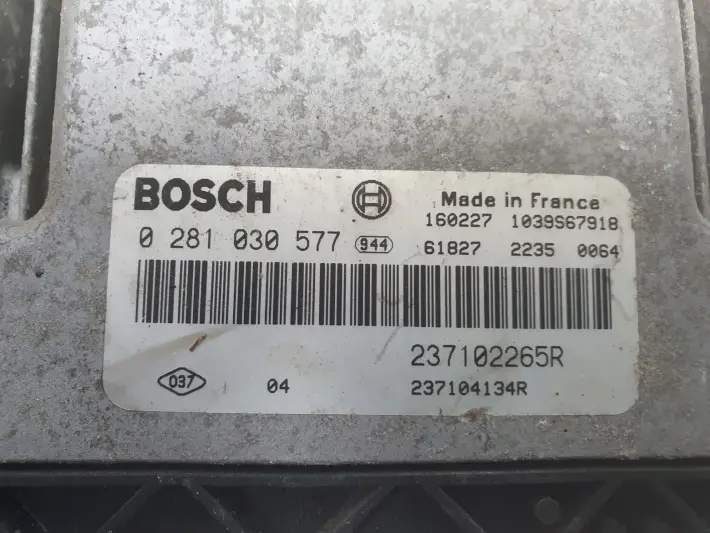 BOSCH Made in France
160227 1039S67918
0 281 030 577 944 61827 2235 0064
237102265R
037 04 237104134R